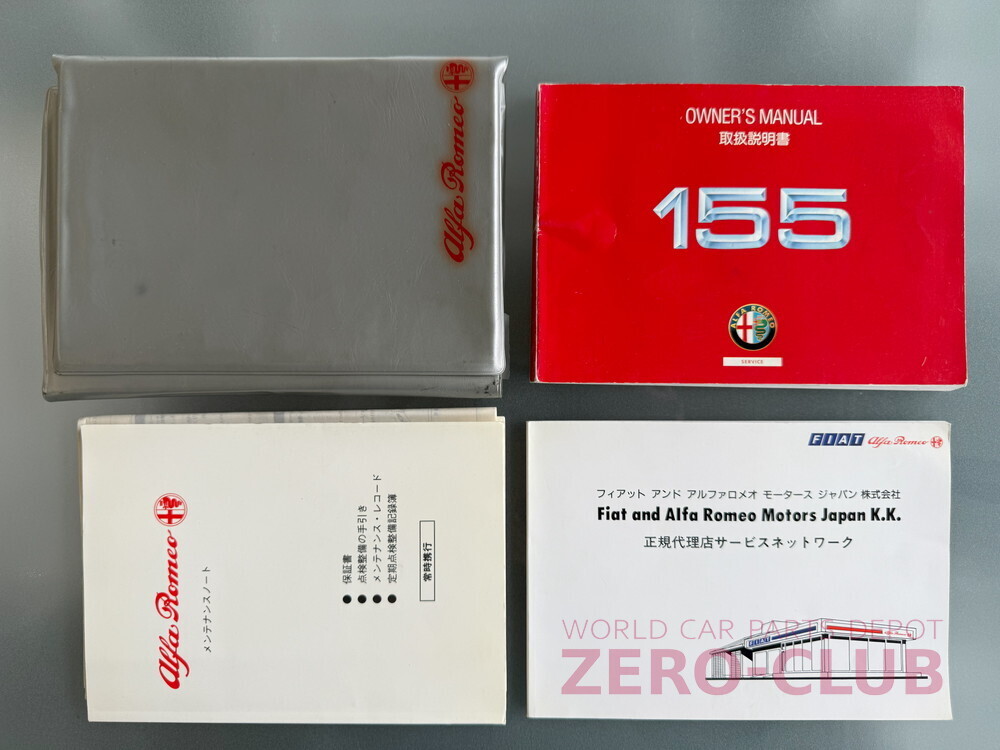 Alfa Romeo
OWNER'S MANUAL
取扱説明書
155
ALFA ROMEO
SERVICE
Alfa Romeo
メンテナンスノート
●保証書
●点検整備の手引き
●メンテナンス・レコード
●定期点検整備記録簿
常時携行
FIAT Alfa Romeo
フィアット アンド アルファロメオ モータース ジャパン 株式会社
Fiat and Alfa Romeo Motors Japan K.K.
正規代理店サービスネットワーク
FIAT
WORLD CAR PARTS DEPOT
ZERO-CLUB